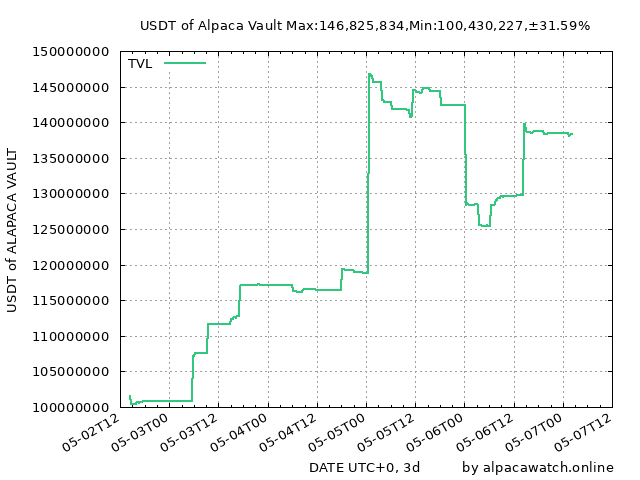 USDT of Alpaca Vault Max:146,825,834,Min:100,430,227,±31.59%
USDT of ALAPACA VAULT
TVL
150000000
145000000
140000000
135000000
130000000
125000000
120000000
115000000
110000000
105000000
100000000
05-02T12
05-03T00
05-03T12
05-04T00
05-04T12
05-05T00
05-05T12
05-06T00
05-06T12
05-07T00
05-07T12
DATE UTC+0, 3d
by alpacawatch.online